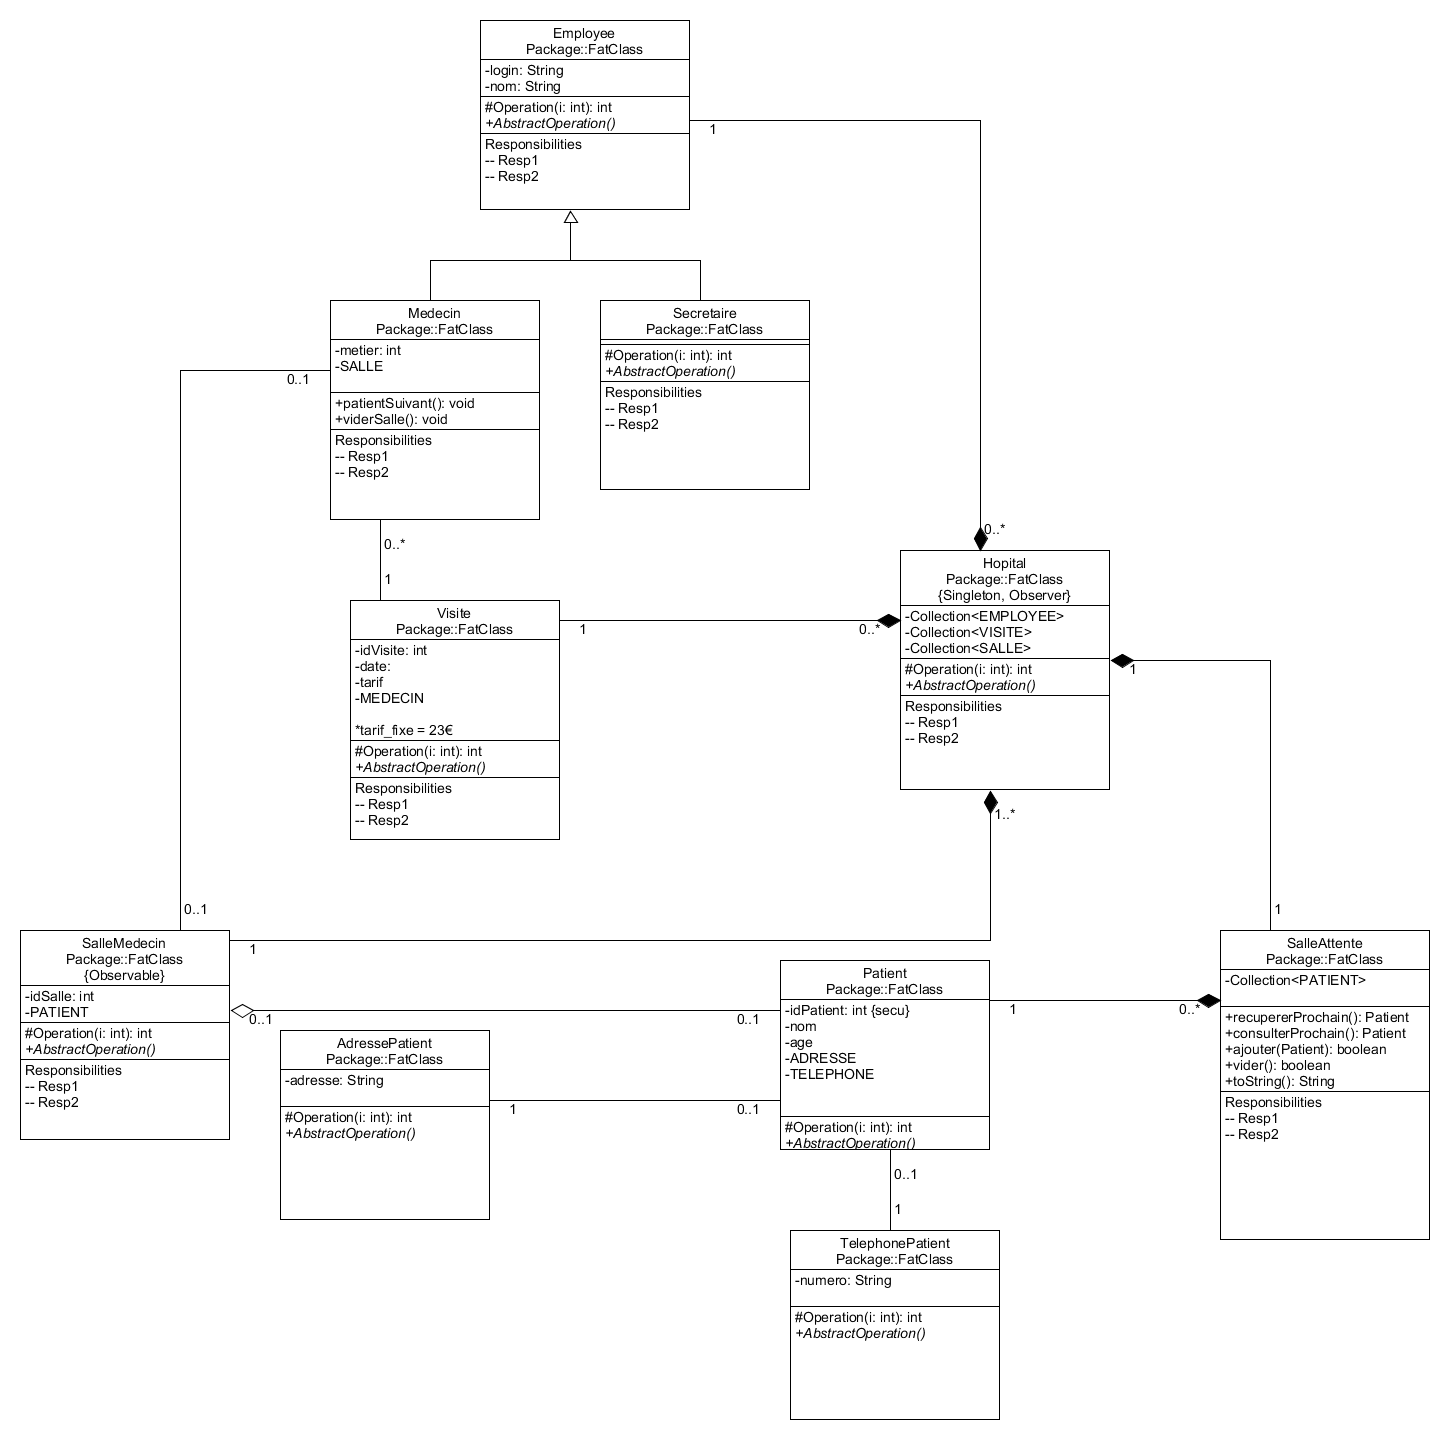 Employee
Package::FatClass
-login: String
-nom: String
#Operation(i: int): int
+AbstractOperation()
Responsibilities
-- Resp1
-- Resp2
1
Medecin
Package::FatClass
-metier: int
-SALLE
+patientSuivant(): void
+viderSalle(): void
Responsibilities
-- Resp1
-- Resp2
0..1
Secretaire
Package::FatClass
#Operation(i: int): int
+AbstractOperation()
Responsibilities
-- Resp1
-- Resp2
0..*
1
0..*
Visite
Package::FatClass
-idVisite: int
-date:
-tarif
-MEDECIN
*tarif_fixe = 23€
#Operation(i: int): int
+AbstractOperation()
Responsibilities
-- Resp1
-- Resp2
1
0..*
Hopital
Package::FatClass
{Singleton, Observer}
-Collection<EMPLOYEE>
-Collection<VISITE>
-Collection<SALLE>
#Operation(i: int): int
+AbstractOperation()
Responsibilities
-- Resp1
-- Resp2
1
1..*
0..1
1
1
SalleMedecin
Package::FatClass
{Observable}
-idSalle: int
-PATIENT
#Operation(i: int): int
+AbstractOperation()
Responsibilities
-- Resp1
-- Resp2
0..1
0..1
Patient
Package::FatClass
-idPatient: int {secu}
-nom
-age
-ADRESSE
-TELEPHONE
#Operation(i: int): int
+AbstractOperation()
1
0..*
SalleAttente
Package::FatClass
-Collection<PATIENT>
+recupererProchain(): Patient
+consulterProchain(): Patient
+ajouter(Patient): boolean
+vider(): boolean
+toString(): String
Responsibilities
-- Resp1
-- Resp2
AdressePatient
Package::FatClass
-adresse: String
#Operation(i: int): int
+AbstractOperation()
1
0..1
0..1
1
TelephonePatient
Package::FatClass
-numero: String
#Operation(i: int): int
+AbstractOperation()